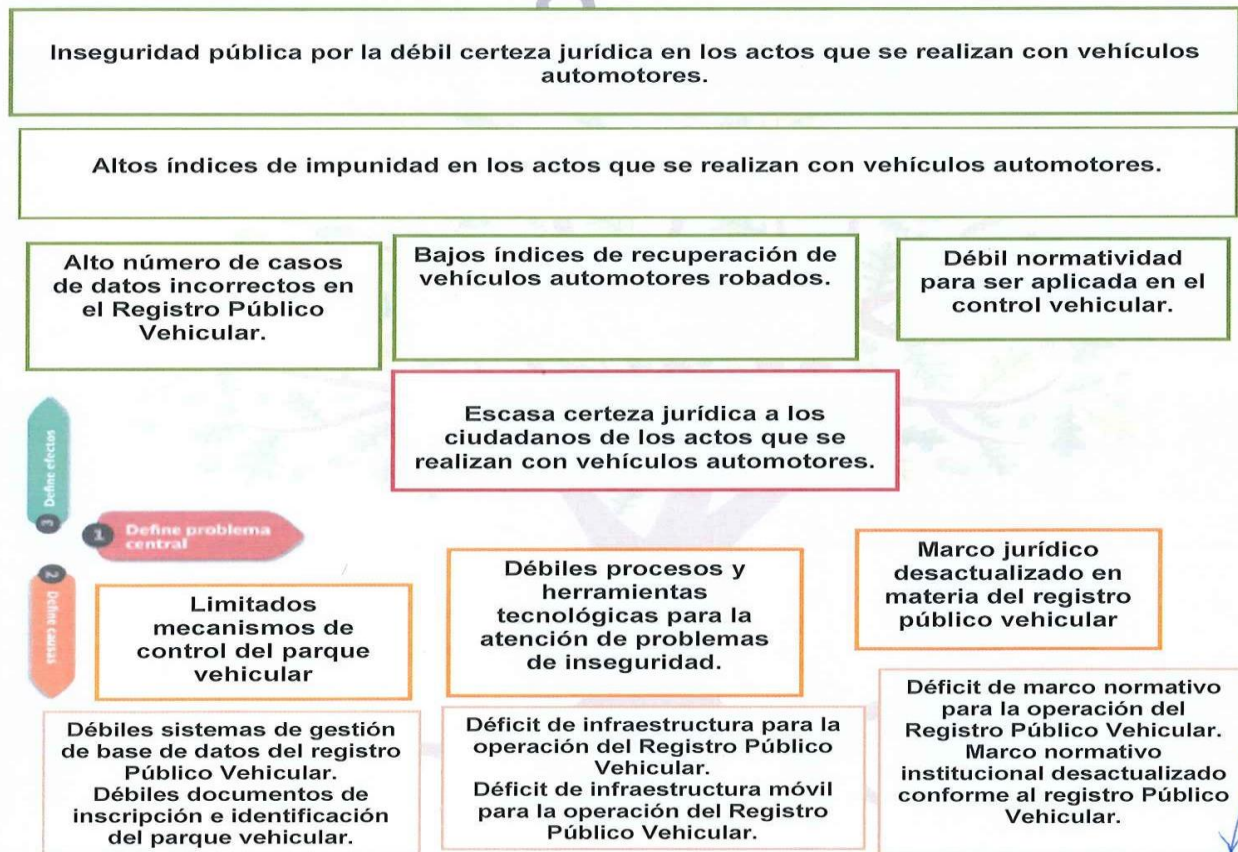 Inseguridad pública por la débil certeza jurídica en los actos que se realizan con vehículos
automotores.
Altos índices de impunidad en los actos que se realizan con vehículos automotores.
Alto número de casos
de datos incorrectos en
el Registro Público
Vehicular.
Bajos índices de recuperación de
vehículos automotores robados.
Débil normatividad
para ser aplicada en el
control vehicular.
Escasa certeza jurídica a los
ciudadanos de los actos que se
realizan con vehículos automotores.
3 Define efectos
1 Define problema
central
2 Define causas
Limitados
mecanismos de
control del parque
vehicular
Débiles procesos y
herramientas
tecnológicas para la
atención de problemas
de inseguridad.
Marco jurídico
desactualizado en
materia del registro
público vehicular
Débiles sistemas de gestión
de base de datos del registro
Público Vehicular.
Débiles documentos de
inscripción e identificación
del parque vehicular.
Déficit de infraestructura para la
operación del Registro Público
Vehicular.
Déficit de infraestructura móvil
para la operación del Registro
Público Vehicular.
Déficit de marco normativo
para la operación del
Registro Público Vehicular.
Marco normativo
institucional desactualizado
conforme al registro Público
Vehicular.